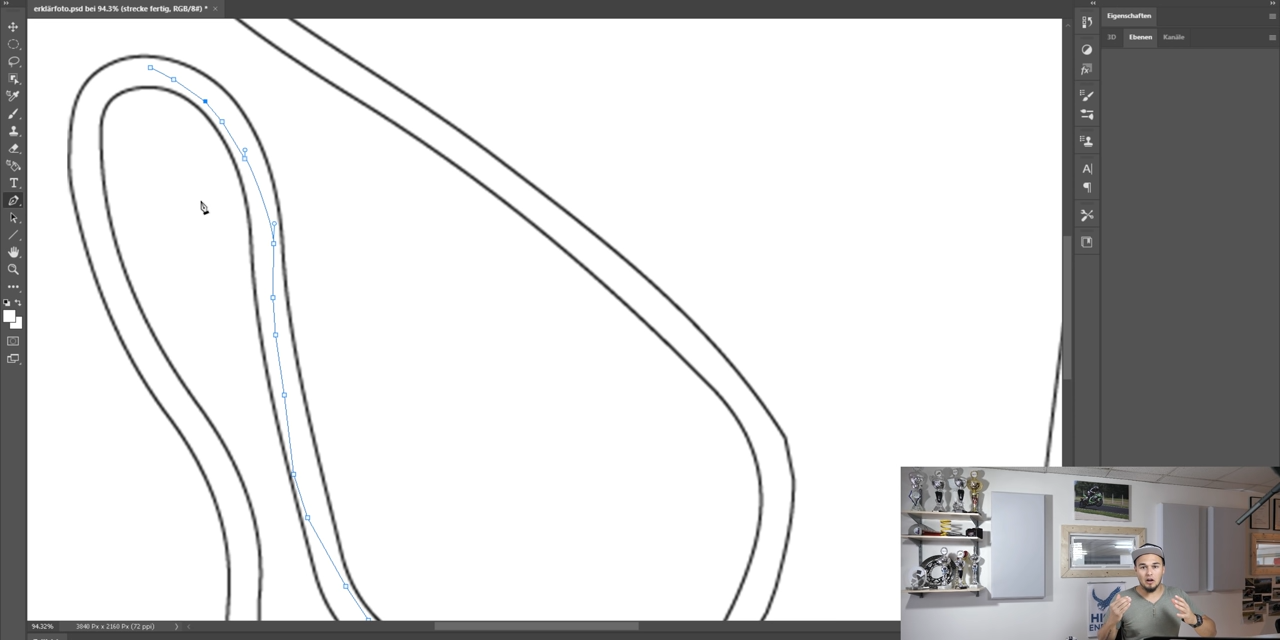 erklärfoto.psd bei 94.3% (strecke fertig, RGB/8#) *
Eigenschaften
3D Ebenen Kanäle
94.32% 3840 Px x 2160 Px (72 ppi)